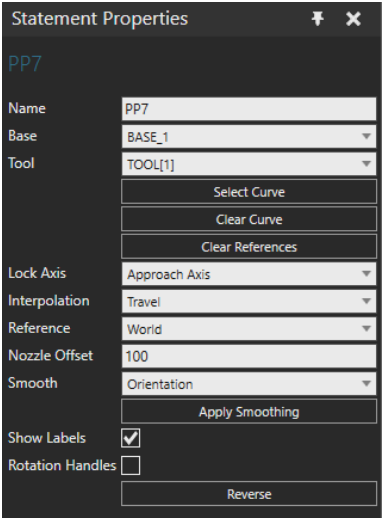 Statement Properties
PP7
Name PP7
Base BASE_1
Tool TOOL[1]
Select Curve
Clear Curve
Clear References
Lock Axis Approach Axis
Interpolation Travel
Reference World
Nozzle Offset 100
Smooth Orientation
Apply Smoothing
Show Labels
Rotation Handles
Reverse